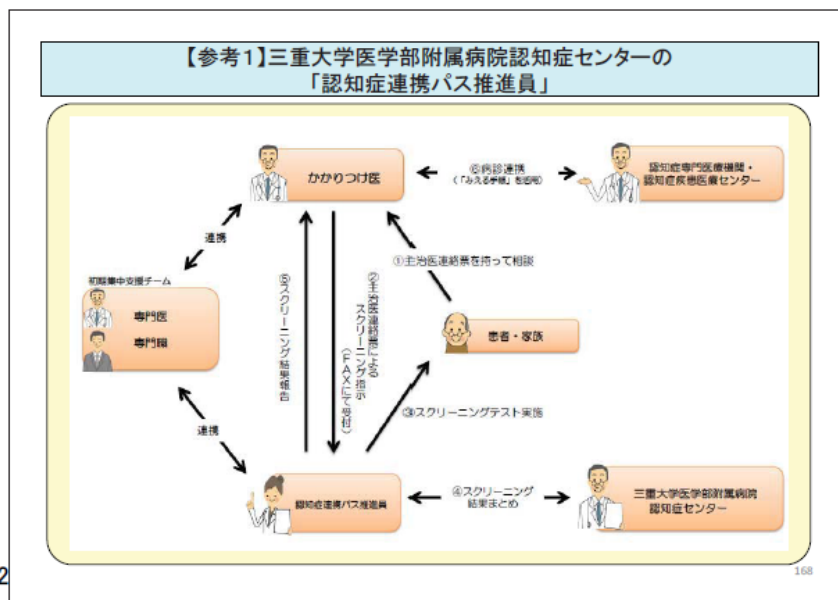 【参考1】三重大学医学部附属病院認知症センターの
「認知症連携パス推進員」
かかりつけ医
⑥病診連携
(「みえる手帳」を活用)
認知症専門医療機関・
認知症疾患医療センター
連携
①主治医連絡票を持って相談
初期集中支援チーム
専門医
専門職
⑤スクリーニング結果報告
②主治医連絡票による
スクリーニング指示
(FAXにて受付)
患者・家族
③スクリーニングテスト実施
連携
認知症連携パス推進員
④スクリーニング
結果まとめ
三重大学医学部附属病院
認知症センター
2
168